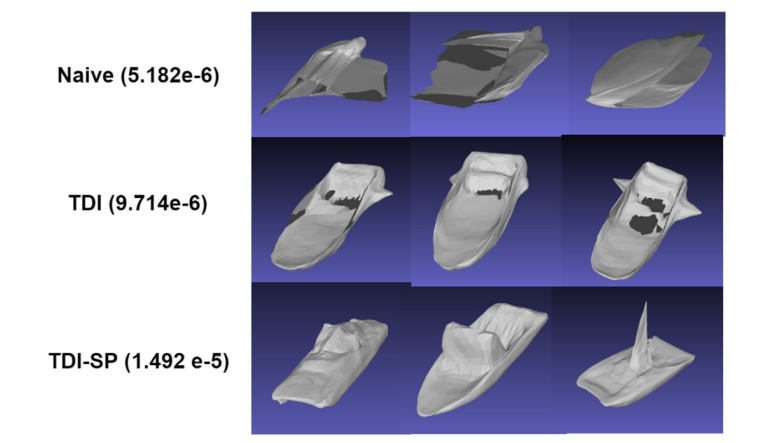 Naive (5.182e-6)
TDI (9.714e-6)
TDI-SP (1.492 e-5)